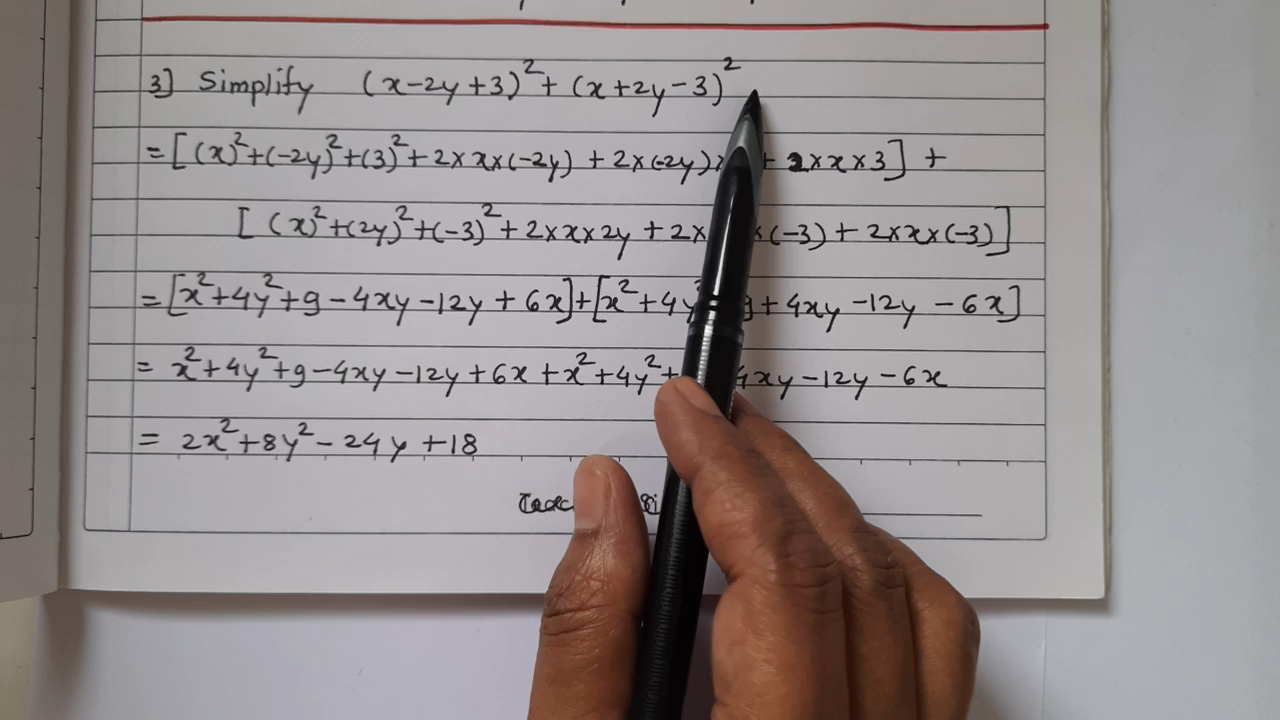 3] Simplify (x-2y+3)² + (x+2y-3)²
= [(x)²+(-2y)²+(3)²+2×x×(-2y) + 2×(-2y)× + 2×x×3] +
[(x)²+(2y)²+(-3)²+2×x×2y + 2× ×(-3) + 2×x×(-3)]
= [x²+4y²+9-4xy-12y+6x]+[x²+4y² 9+4xy-12y-6x]
= x²+4y²+9-4xy-12y+6x+x²+4y²+ 4xy-12y-6x
= 2x²+8y²-24y+18